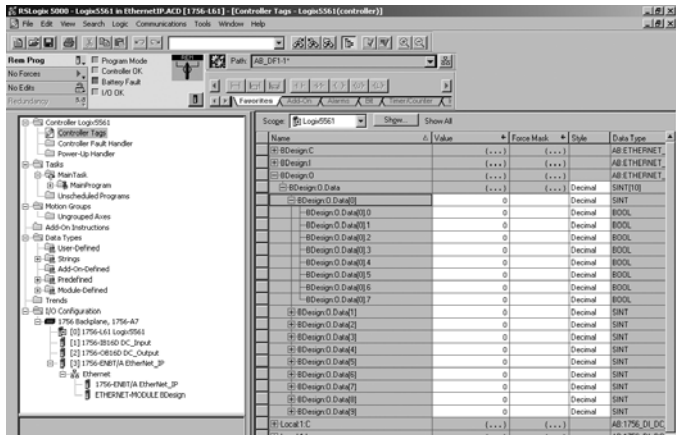 RSLogix 5000 - Logix5561 in EthernetIP.ACD [1756-L61] - [Controller Tags - Logix5561(controller)]
File Edit View Search Logic Communications Tools Window Help
Rem Prog
Program Mode
No Forces
Controller OK
Battery Fault
No Edits
I/O OK
Redundancy
Path: AB_DF1-1*
Favorites Add-On Alarms Bit Timer/Counter
Controller Logix5561
Controller Tags
Controller Fault Handler
Power-Up Handler
Tasks
MainTask
MainProgram
Unscheduled Programs
Motion Groups
Ungrouped Axes
Add-On Instructions
Data Types
User-Defined
Strings
Add-On-Defined
Predefined
Module-Defined
Trends
I/O Configuration
1756 Backplane, 1756-A7
[0] 1756-L61 Logix5561
[1] 1756-IB16D DC_Input
[2] 1756-OB16D DC_Output
[3] 1756-ENBT/A EtherNet_IP
Ethernet
1756-ENBT/A EtherNet_IP
ETHERNET-MODULE BDesign
Scope: Logix5561 Show... Show All
Name Value Force Mask Style Data Type
BDesign:C {...} {...} AB:ETHERNET_
BDesign:I {...} {...} AB:ETHERNET_
BDesign:O {...} {...} AB:ETHERNET_
BDesign:O.Data {...} {...} Decimal SINT[10]
BDesign:O.Data[0] 0 Decimal SINT
BDesign:O.Data[0].0 0 Decimal BOOL
BDesign:O.Data[0].1 0 Decimal BOOL
BDesign:O.Data[0].2 0 Decimal BOOL
BDesign:O.Data[0].3 0 Decimal BOOL
BDesign:O.Data[0].4 0 Decimal BOOL
BDesign:O.Data[0].5 0 Decimal BOOL
BDesign:O.Data[0].6 0 Decimal BOOL
BDesign:O.Data[0].7 0 Decimal BOOL
BDesign:O.Data[1] 0 Decimal SINT
BDesign:O.Data[2] 0 Decimal SINT
BDesign:O.Data[3] 0 Decimal SINT
BDesign:O.Data[4] 0 Decimal SINT
BDesign:O.Data[5] 0 Decimal SINT
BDesign:O.Data[6] 0 Decimal SINT
BDesign:O.Data[7] 0 Decimal SINT
BDesign:O.Data[8] 0 Decimal SINT
BDesign:O.Data[9] 0 Decimal SINT
Local:1:C {...} {...} AB:1756_DI_DC